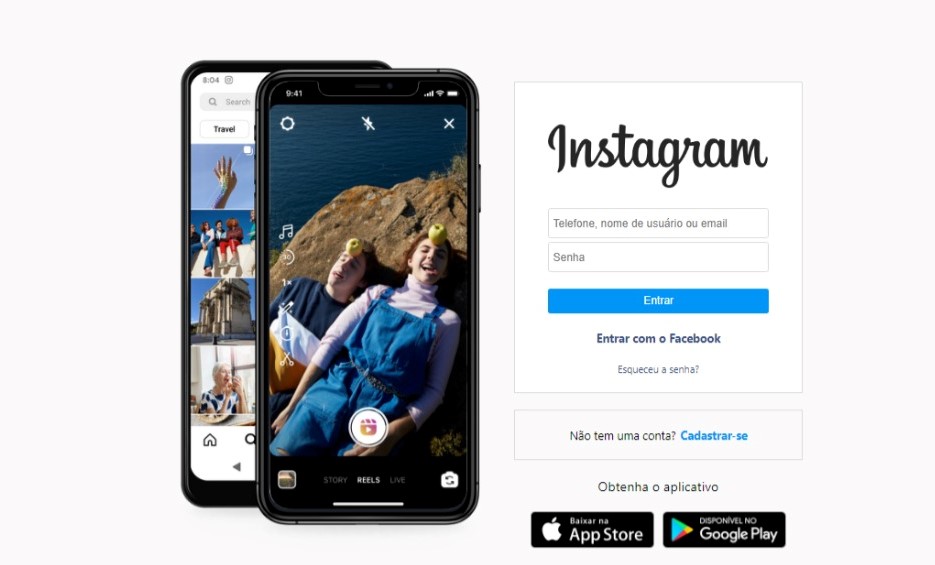 8:04
Search
Travel
9:41
30
1x
STORY REELS LIVE
Instagram
Telefone, nome de usuário ou email
Senha
Entrar
Entrar com o Facebook
Esqueceu a senha?
Não tem uma conta? Cadastrar-se
Obtenha o aplicativo
Baixar na
App Store
DISPONÍVEL NO
Google Play